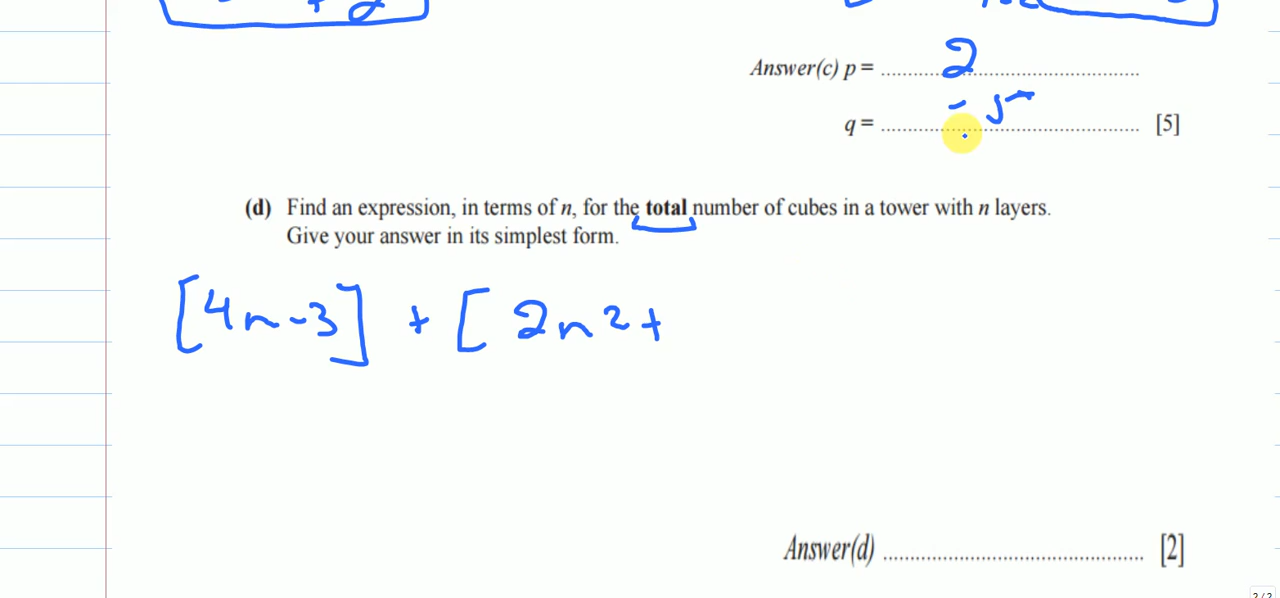 Answer(c) p = .......... 2 ..........
q = .......... - 5 .......... [5]
(d) Find an expression, in terms of n, for the total number of cubes in a tower with n layers.
Give your answer in its simplest form.
[4n-3] + [2n2 +
Answer(d) .......... [2]